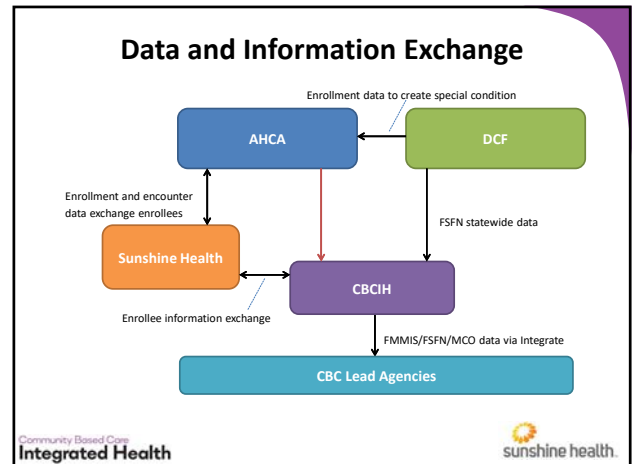 Data and Information Exchange
Enrollment data to create special condition
AHCA
DCF
Enrollment and encounter
data exchange enrollees
FSFN statewide data
Sunshine Health
CBCIH
Enrollee information exchange
FMMIS/FSFN/MCO data via Integrate
CBC Lead Agencies
Community Based Care
Integrated Health
sunshine health.